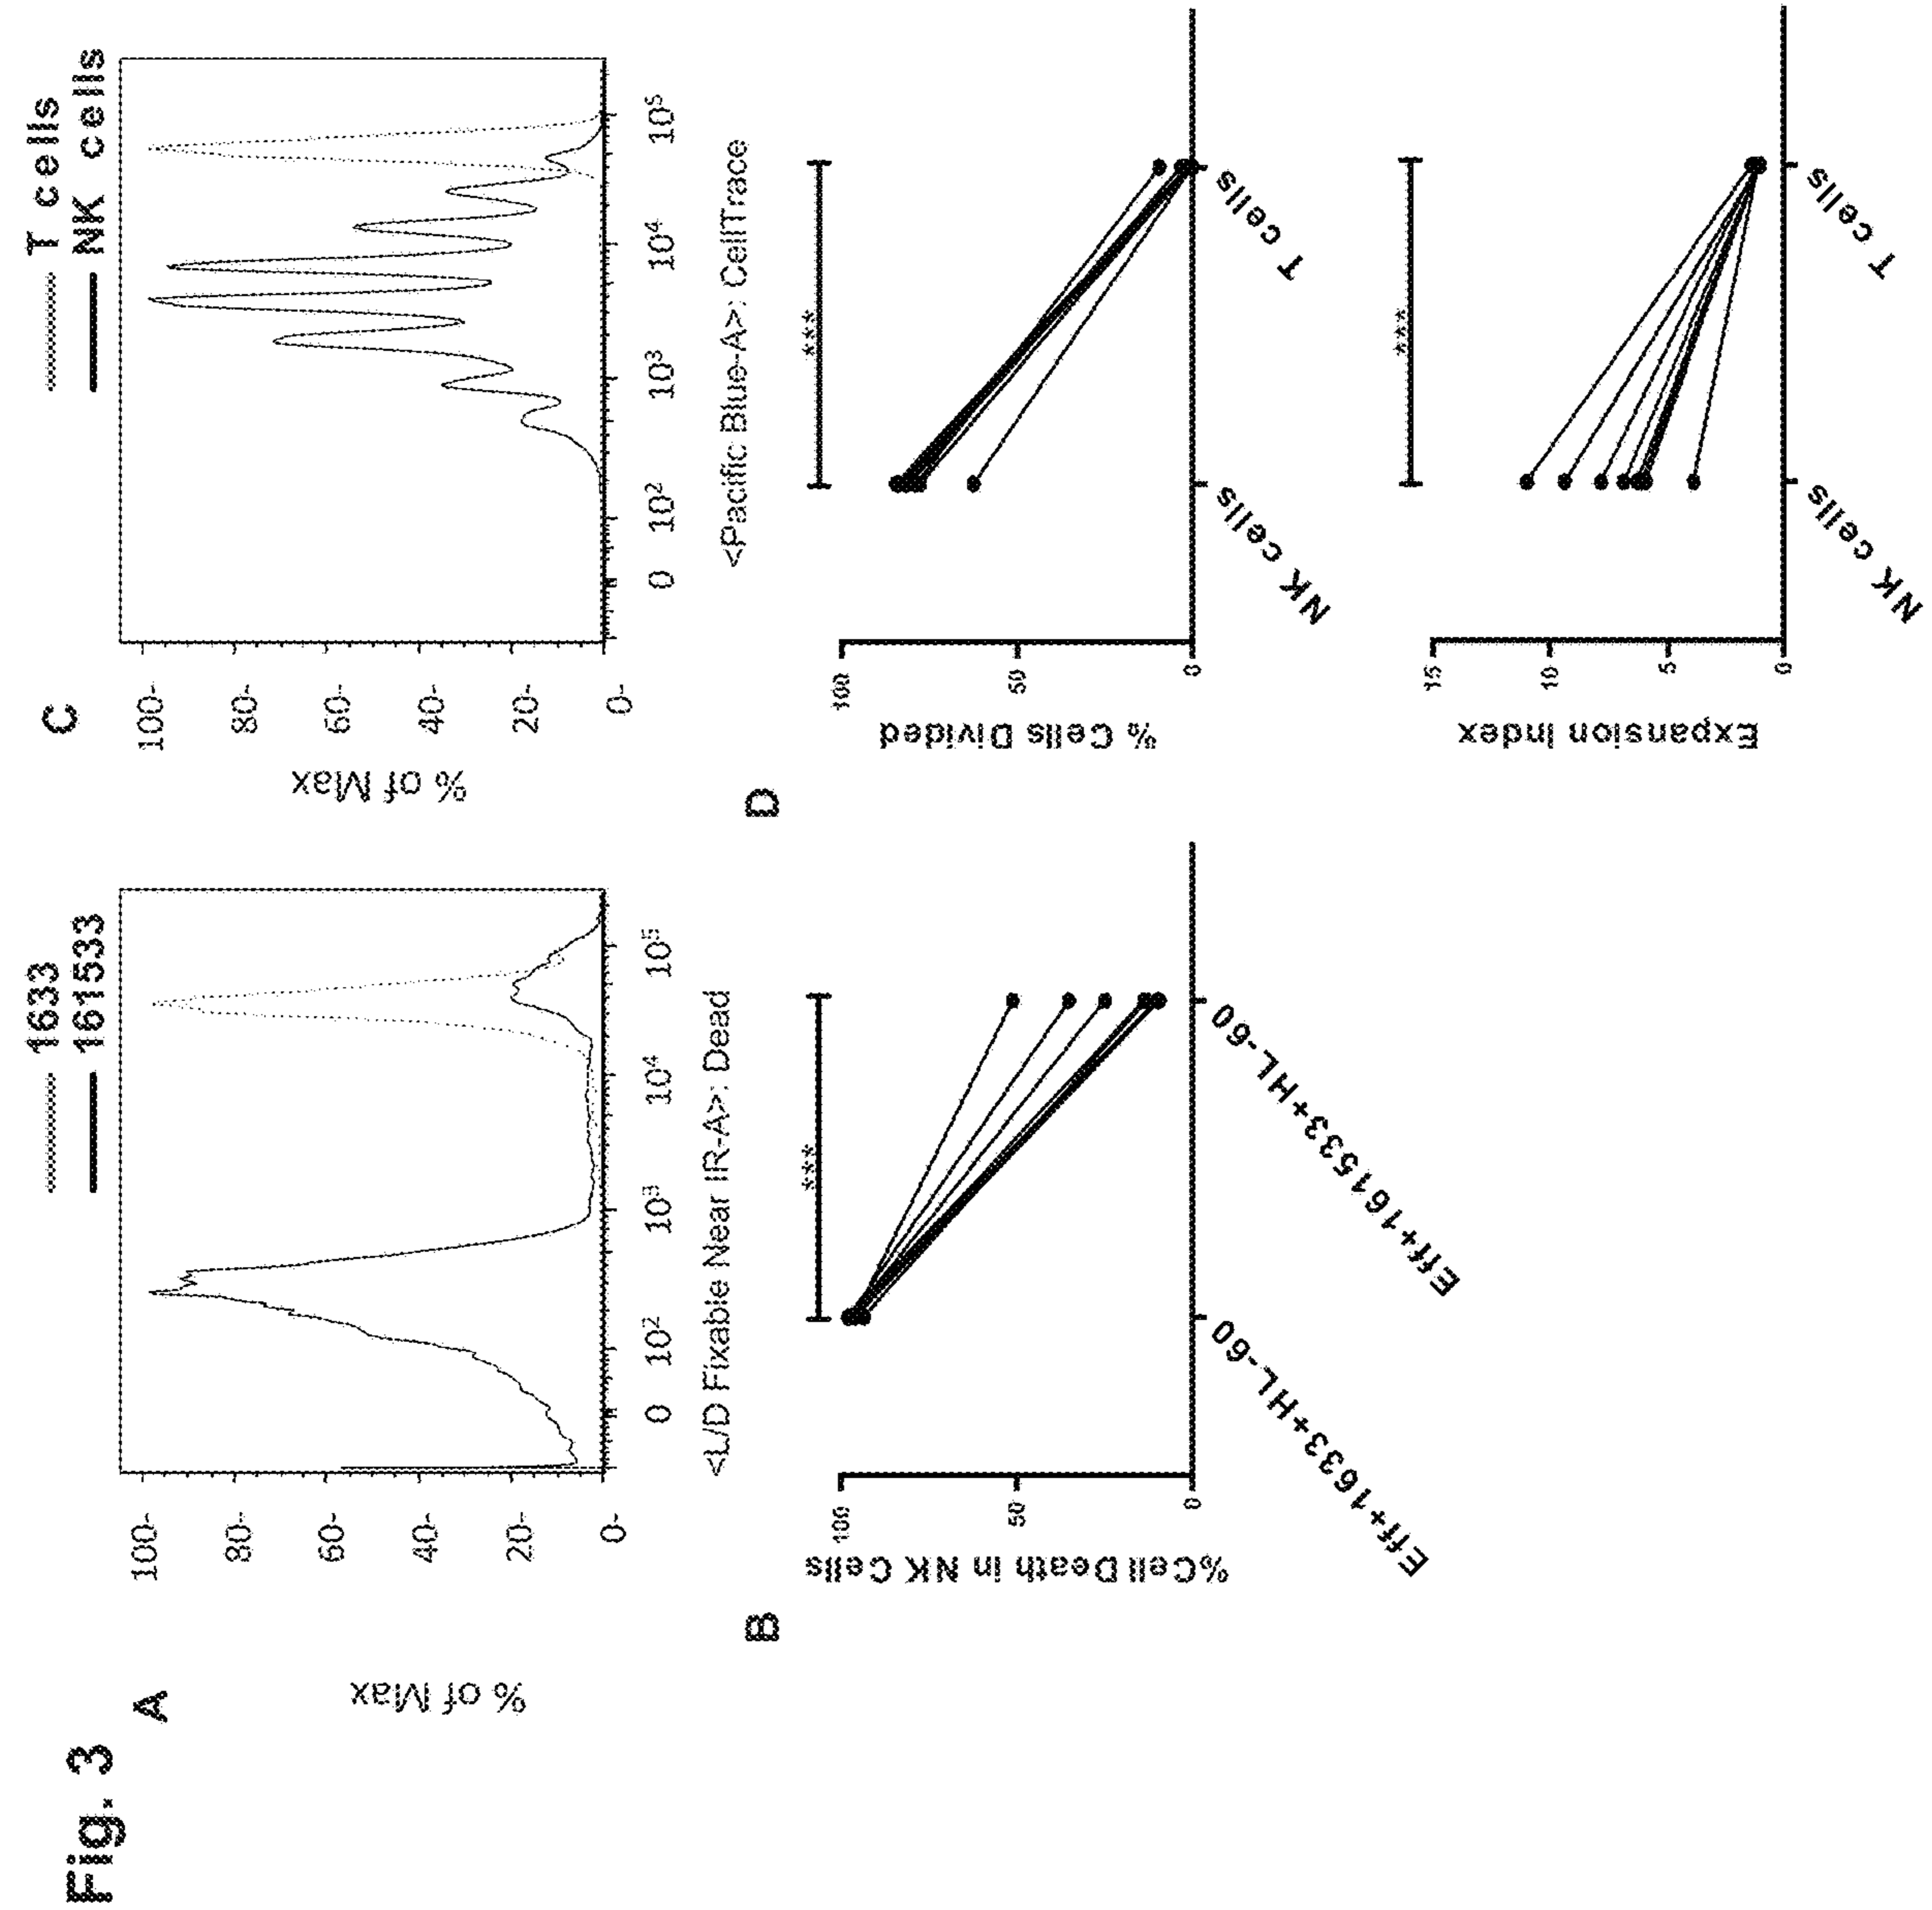 Fig. 3
A
1633
161533
% of Max
100-
80-
60-
40-
20-
0-
0 10² 10³ 10⁴ 10⁵
<L/D Fixable Near IR-A>: Dead
B
%Cell Death in NK Cells
100
50
0
***
Eff+1633+HL-60
Eff+161533+HL-60
C
T cells
NK cells
% of Max
100-
80-
60-
40-
20-
0-
0 10² 10³ 10⁴ 10⁵
<Pacific Blue-A>: CellTrace
D
% Cells Divided
100
50
0
***
NK cells
T cells
Expansion Index
15
10
5
0
***
NK cells
T cells